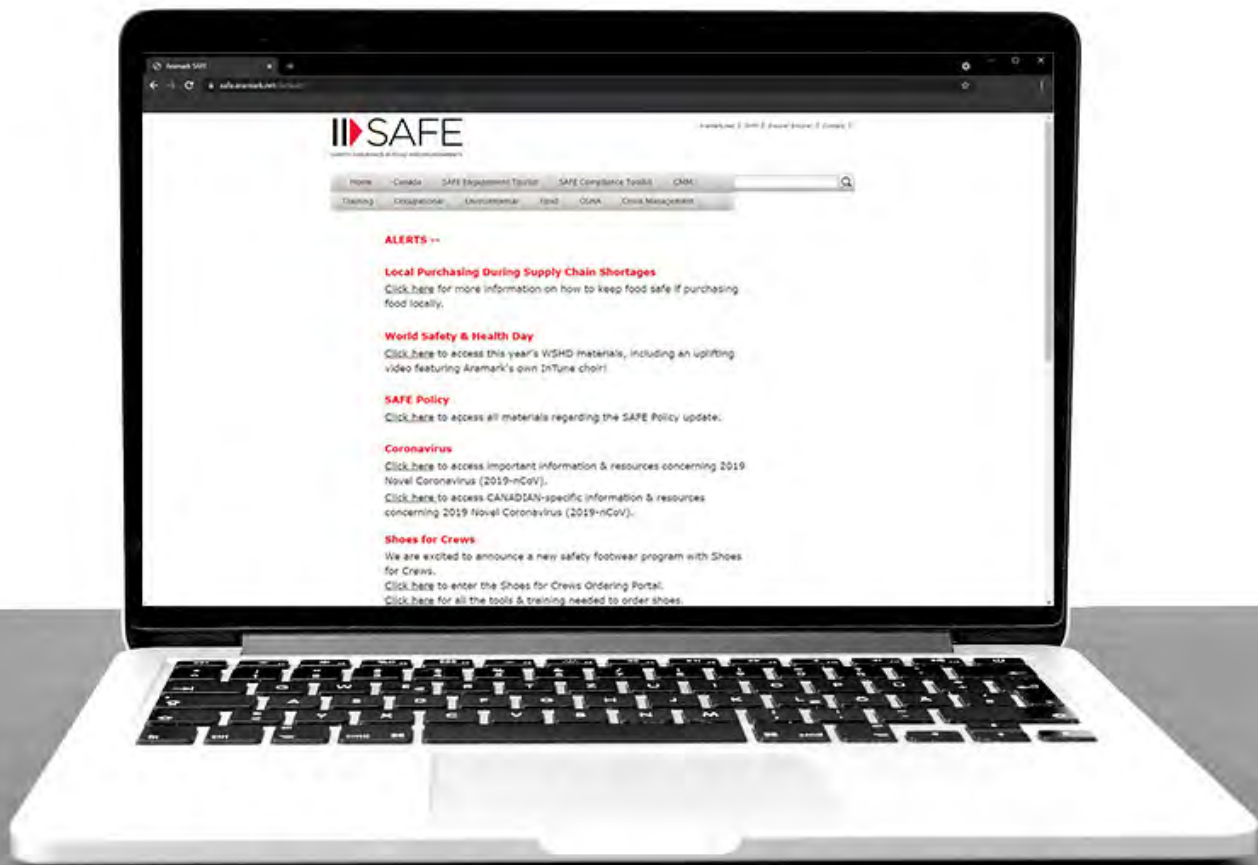 Aramark SAFE
safe.aramark.net
SAFE
Home Canada SAFE Engagement Toolkit SAFE Compliance Toolkit
Training Occupational Environmental Food QSHA Crisis Management
ALERTS --
Local Purchasing During Supply Chain Shortages
Click here for more information on how to keep food safe if purchasing
food locally.
World Safety & Health Day
Click here to access this year's WSHD materials, including an uplifting
video featuring Aramark's own InTune choir!
SAFE Policy
Click here to access all materials regarding the SAFE Policy update.
Coronavirus
Click here to access important information & resources concerning 2019
Novel Coronavirus (2019-nCoV).
Click here to access CANADIAN-specific information & resources
concerning 2019 Novel Coronavirus (2019-nCoV).
Shoes for Crews
We are excited to announce a new safety footwear program with Shoes
for Crews.
Click here to enter the Shoes for Crews Ordering Portal.
Click here for all the tools & training needed to order shoes.